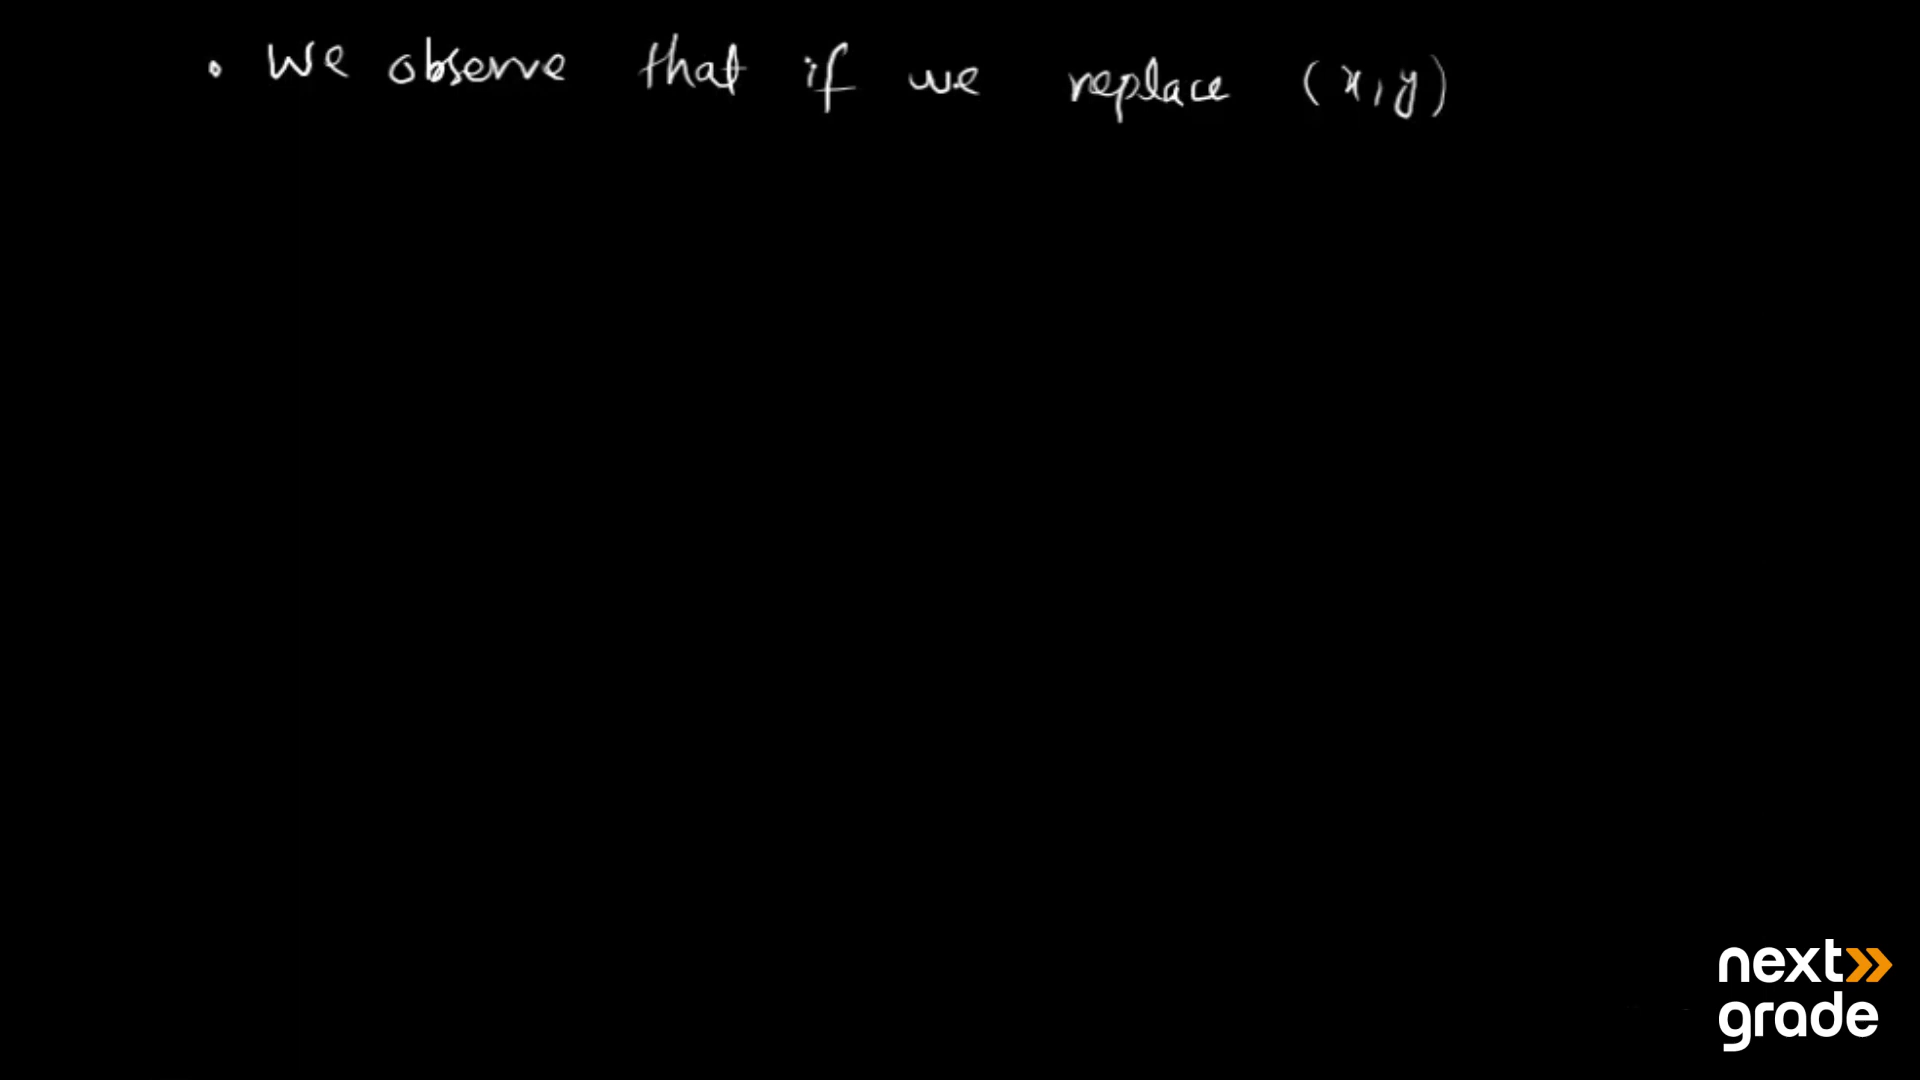 • We observe that if we replace (x,y)
next
grade